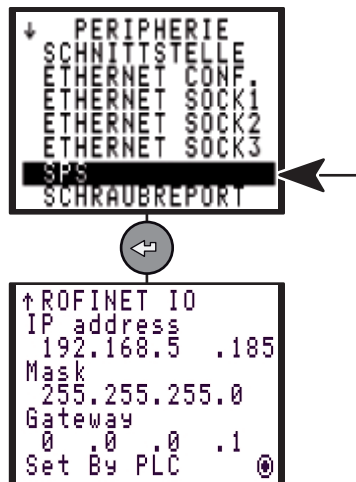 ↓ PERIPHERIE
SCHNITTSTELLE
ETHERNET CONF.
ETHERNET SOCK1
ETHERNET SOCK2
ETHERNET SOCK3
SPS
SCHRAUBREPORT
↑ROFINET IO
IP address
192.168.5 .185
Mask
255.255.255.0
Gateway
0 .0 .0 .1
Set By PLC